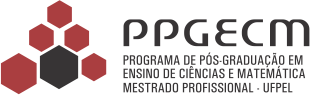 PPGECM
PROGRAMA DE PÓS-GRADUAÇÃO EM
ENSINO DE CIÊNCIAS E MATEMÁTICA
MESTRADO PROFISSIONAL · UFPEL